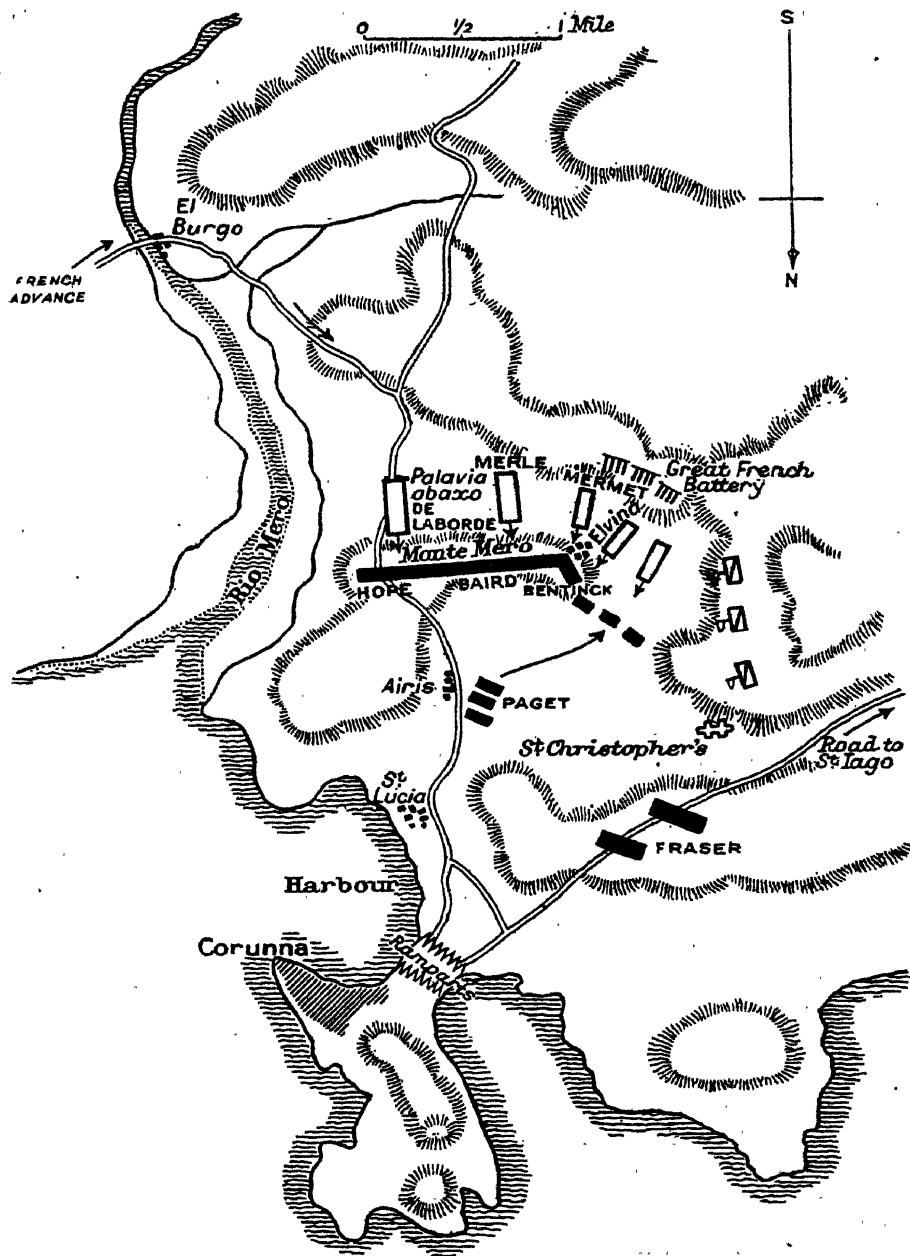 0 1/2 1 Mile
S
N
El
Burgo
FRENCH
ADVANCE
Rio Mero
MERLE
MERMET
Great French
Battery
Palavia
abaxo
DE
LABORDE
Elvina
Monte Mero
HOPE
BAIRD
BENTINCK
Airis
PAGET
St Christopher's
Road to
St. Iago
St
Lucia
FRASER
Harbour
Corunna
Ramparts